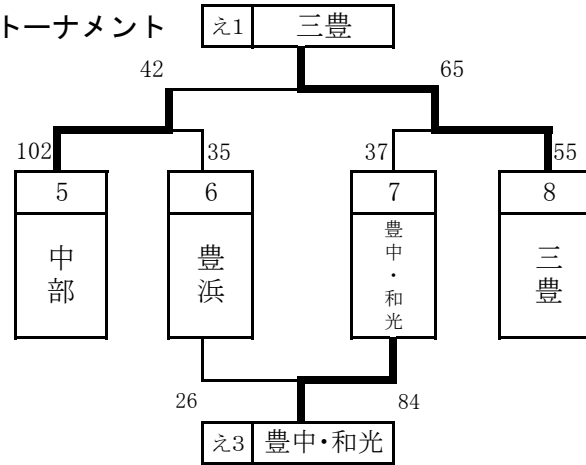 トーナメント
え1 三豊
42 65
102 35 37 55
5 6 7 8
中部 豊浜 豊中・和光 三豊
26 84
え3 豊中・和光